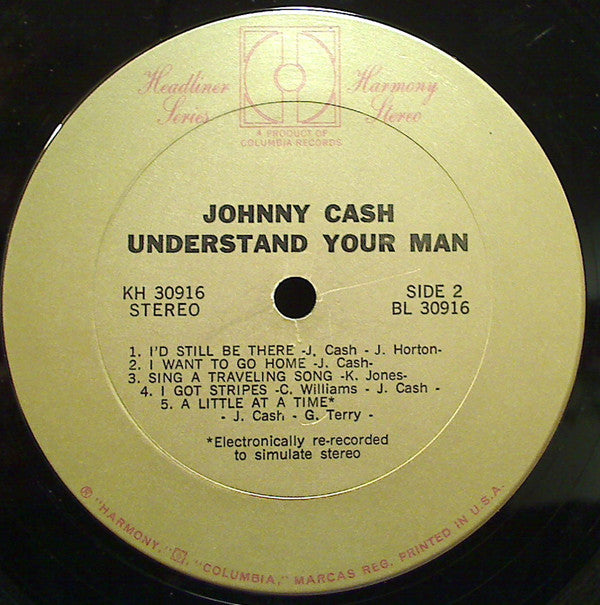 Headliner
Series
Harmony
Stereo
A PRODUCT OF
COLUMBIA RECORDS
JOHNNY CASH
UNDERSTAND YOUR MAN
KH 30916
STEREO
SIDE 2
BL 30916
1. I'D STILL BE THERE -J. Cash - J. Horton-
2. I WANT TO GO HOME -J. Cash-
3. SING A TRAVELING SONG -K. Jones-
4. I GOT STRIPES -C. Williams - J. Cash -
5. A LITTLE AT A TIME*
- J. Cash - G. Terry -
*Electronically re-recorded
to simulate stereo
® "HARMONY," "COLUMBIA," MARCAS REG. PRINTED IN U.S.A.